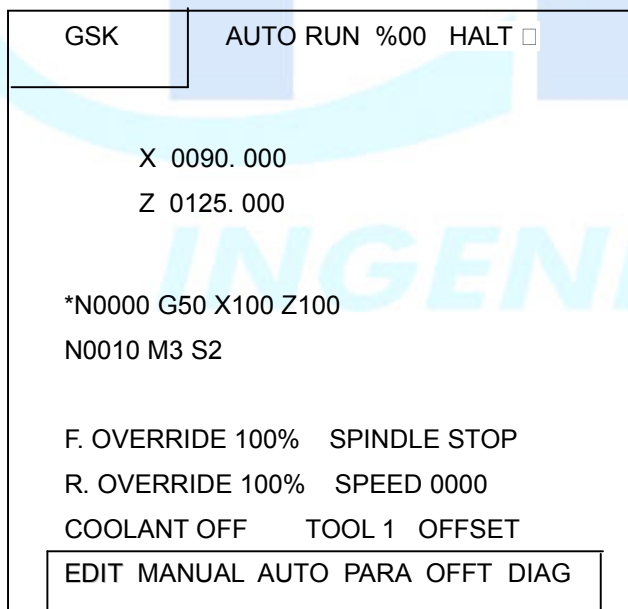 GSK AUTO RUN %00 HALT □
X 0090. 000
Z 0125. 000
INGENI
*N0000 G50 X100 Z100
N0010 M3 S2
F. OVERRIDE 100% SPINDLE STOP
R. OVERRIDE 100% SPEED 0000
COOLANT OFF TOOL 1 OFFSET
EDIT MANUAL AUTO PARA OFFT DIAG